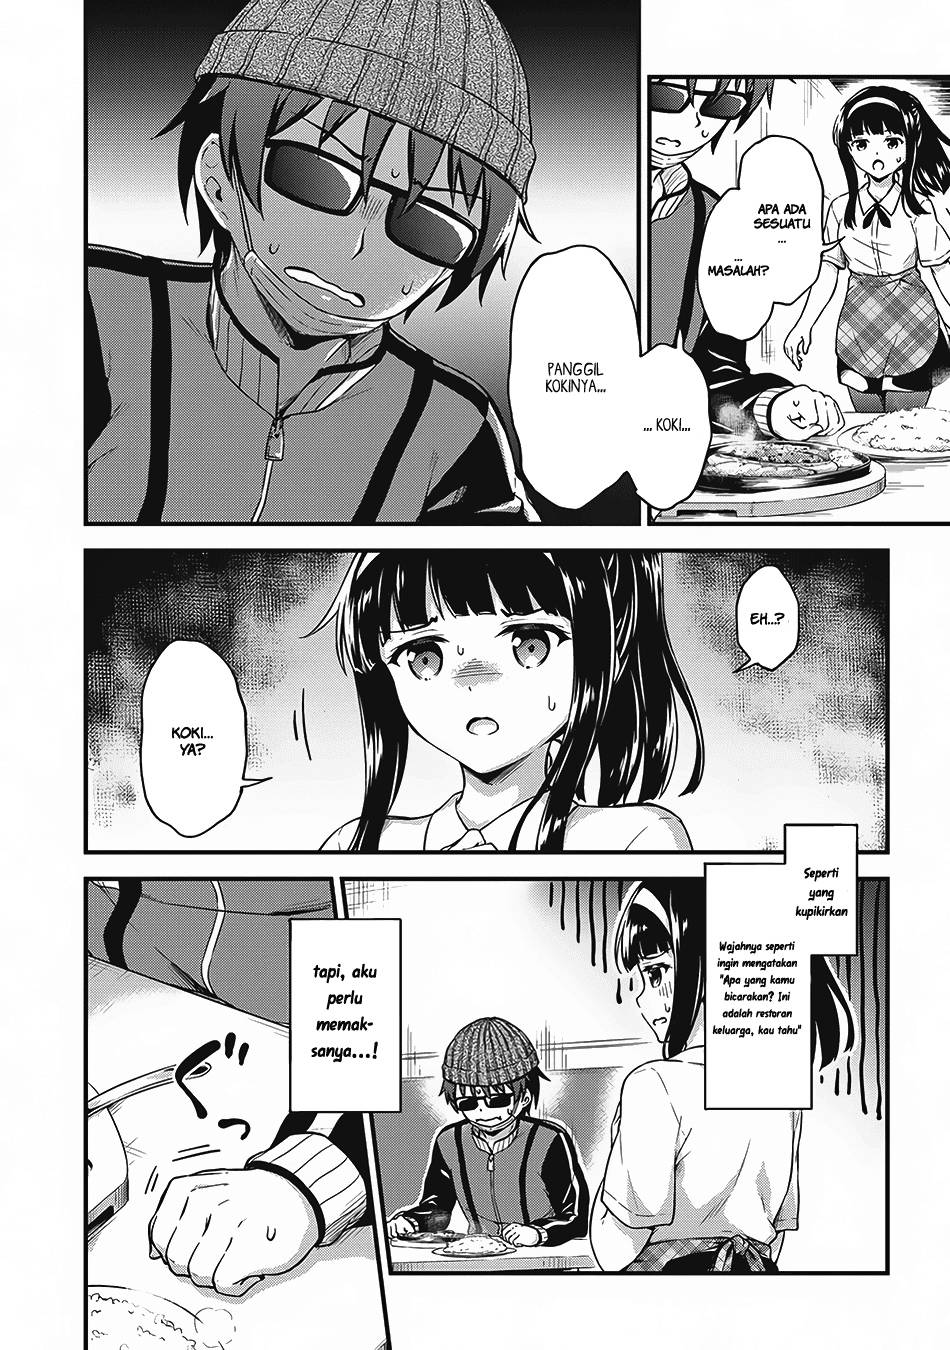 APA ADA
SESUATU
...
...
MASALAH?
... KOKI...
PANGGIL
KOKINYA...
EH..?
KOKI...
YA?
Seperti
yang
kupikirkan
Wajahnya seperti
ingin mengatakan
"Apa yang kamu
bicarakan? Ini
adalah restoran
keluarga, kau tahu"
tapi, aku
perlu
memak-
sanya...!